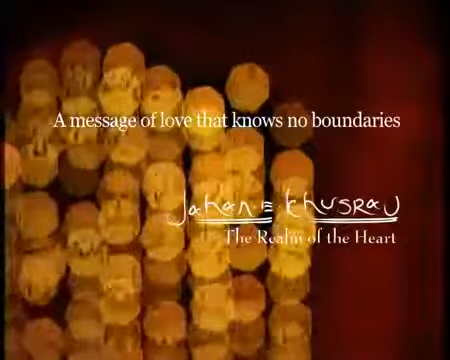 A message of love that knows no boundaries
Jahan-E Khusrau
The Realm of the Heart